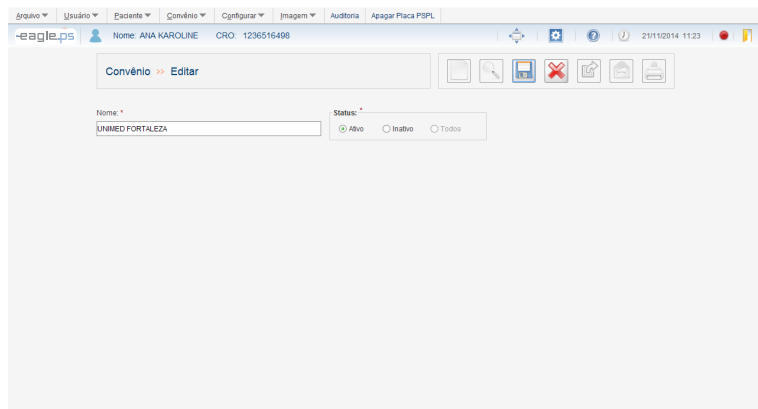 Arquivo Usuário Paciente Convênio Configurar Imagem Auditoria Apagar Placa PSPL
-eagle.ps Nome: ANA KAROLINE CRO: 1236516498 21/11/2014 11:23
Convênio >> Editar
Nome: * Status: *
UNIMED FORTALEZA Ativo Inativo Todos